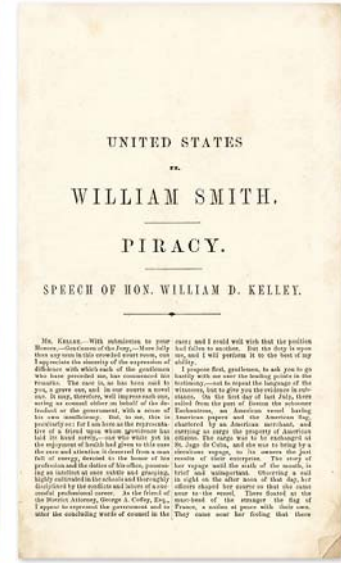 UNITED STATES
vs.
WILLIAM SMITH.
PIRACY.
SPEECH OF HON. WILLIAM D. KELLEY.
MR. KELLEY.—With submission to your
Honors,—Gentlemen of the Jury,—More fully
than any man in this crowded court room, can
I appreciate the sincerity of the expression of
diffidence with which each of the gentlemen
who have preceded me, has commenced his
remarks. The case is, as has been said to
you, a grave one, and in our courts a novel
one. It may, therefore, well impress each one,
acting as counsel either on behalf of the de-
fendant or the government, with a sense of
his own insufficiency. But, to me, this is
peculiarly so: for I am here as the representa-
tive of a friend upon whom providence has
laid its hand sorely,—one who while yet in
the enjoyment of health had given to this case
the care and attention it deserved from a man
full of energy, devoted to the honor of his
profession and the duties of his office, possess-
ing an intellect at once subtle and grasping,
highly cultivated in the schools and thoroughly
disciplined by the conflicts and labors of a suc-
cessful professional career. As the friend of
the District Attorney, George A. Coffey, Esq.,
I appear to represent the government and to
utter the concluding words of counsel in the
case; and I could well wish that the position
had fallen to another. But the duty is upon
me, and I will perform it to the best of my
ability.
I propose first, gentlemen, to ask you to go
hastily with me over the leading points in the
testimony,—not to repeat the language of the
witnesses, but to give you the evidence in sub-
stance. On the first day of last July, there
sailed from the port of Boston the schooner
Enchantress, an American vessel having
American papers and the American flag,
chartered by an American merchant, and
carrying as cargo the property of American
citizens. The cargo was to be exchanged at
St. Jago de Cuba, and she was to bring by a
circuitous voyage, to its owners the just
results of their enterprise. The story of
her voyage until the sixth of the month, is
brief and unimportant. Observing a sail
in sight on the after noon of that day, her
officers shaped her course so that she came
near to the vessel. There floated at the
mast-head of the stranger the flag of
France, a nation at peace with their own.
They came near her feeling that there